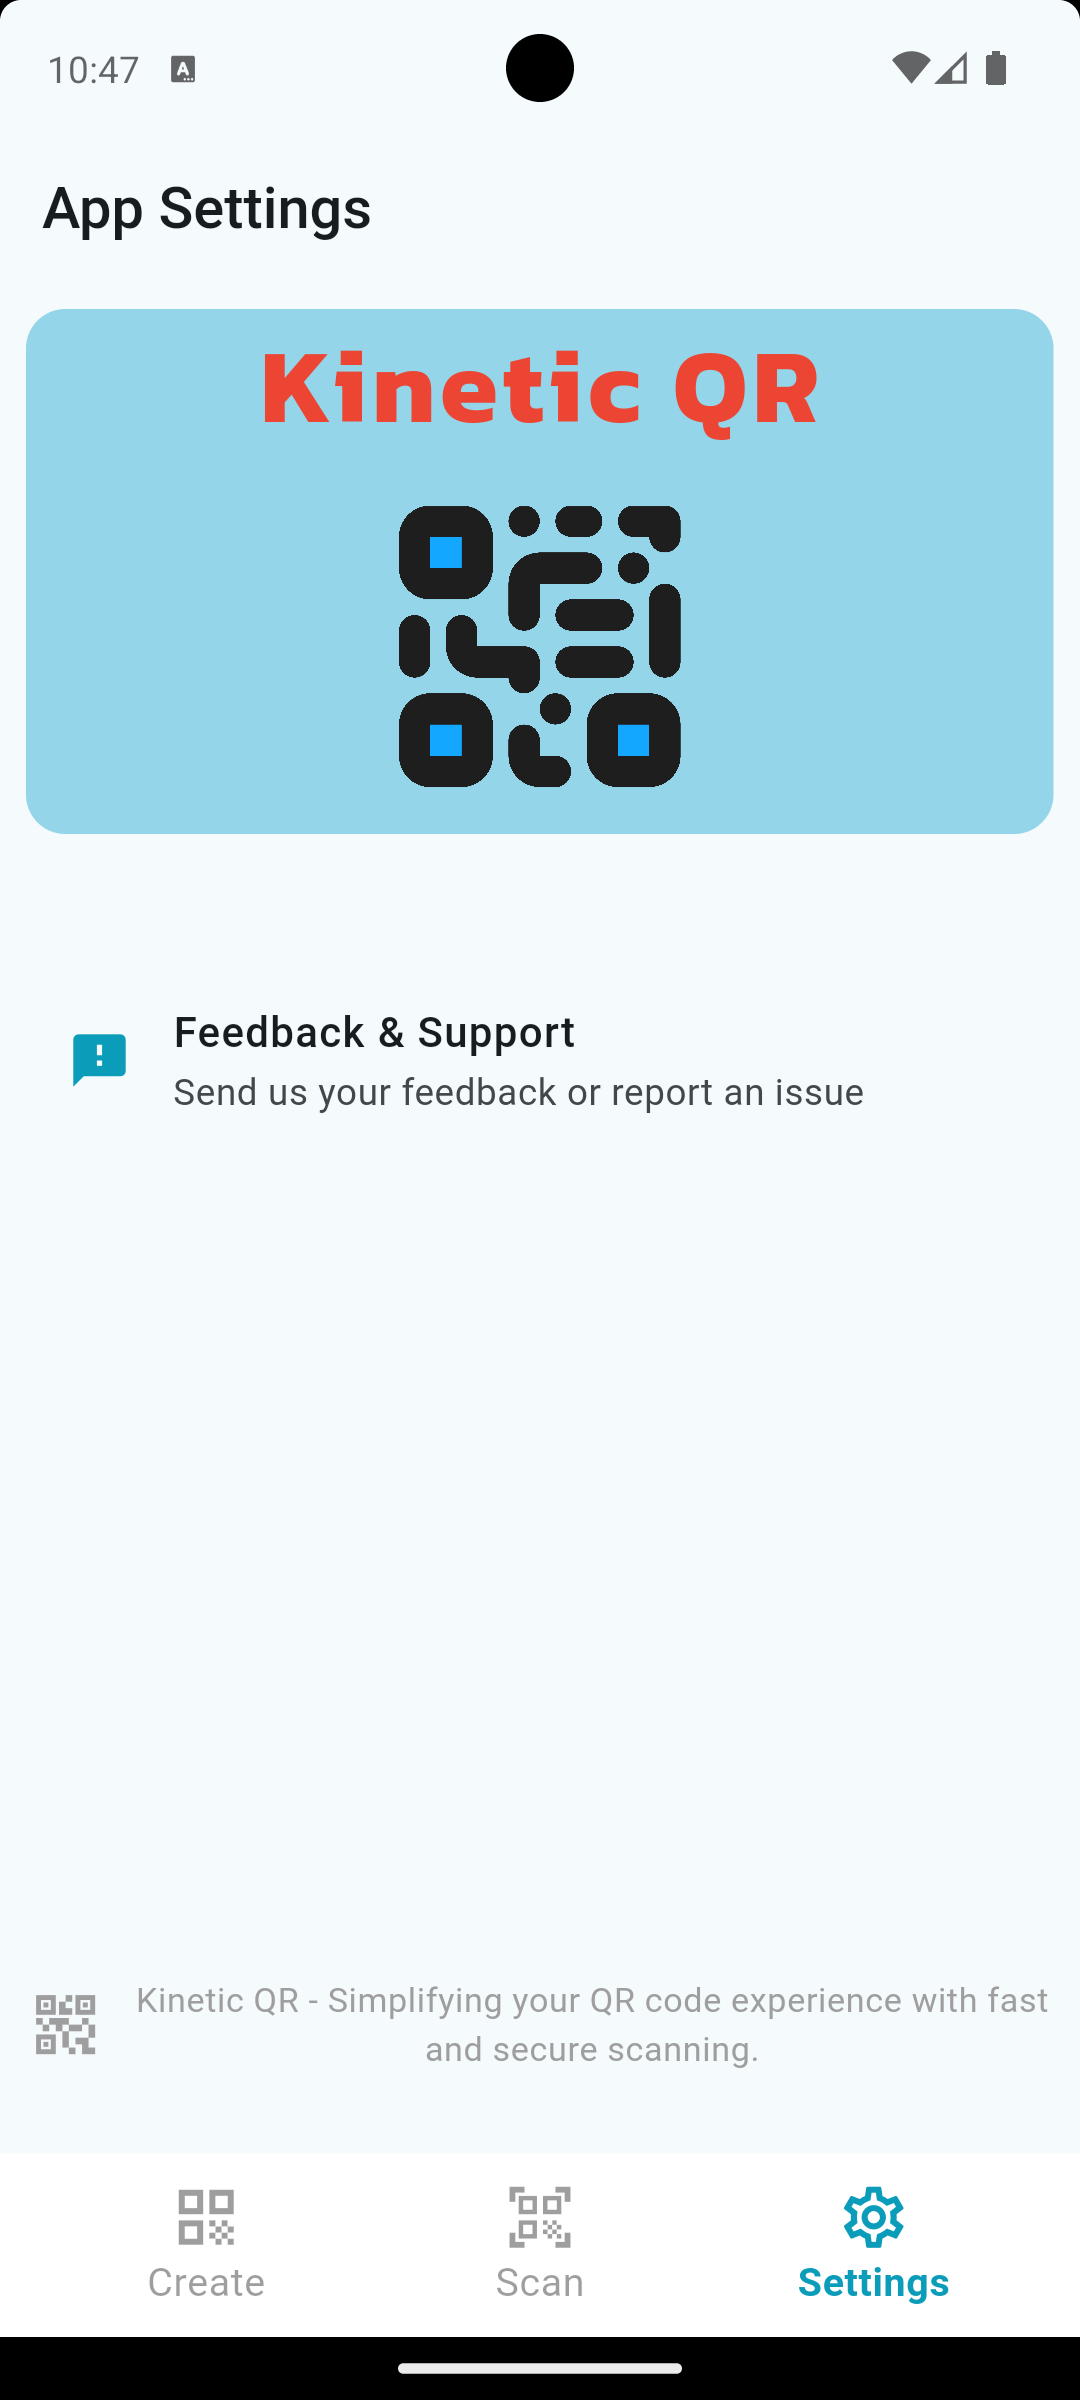 10:47
App Settings
Kinetic QR
Feedback & Support
Send us your feedback or report an issue
Kinetic QR - Simplifying your QR code experience with fast
and secure scanning.
Create
Scan
Settings